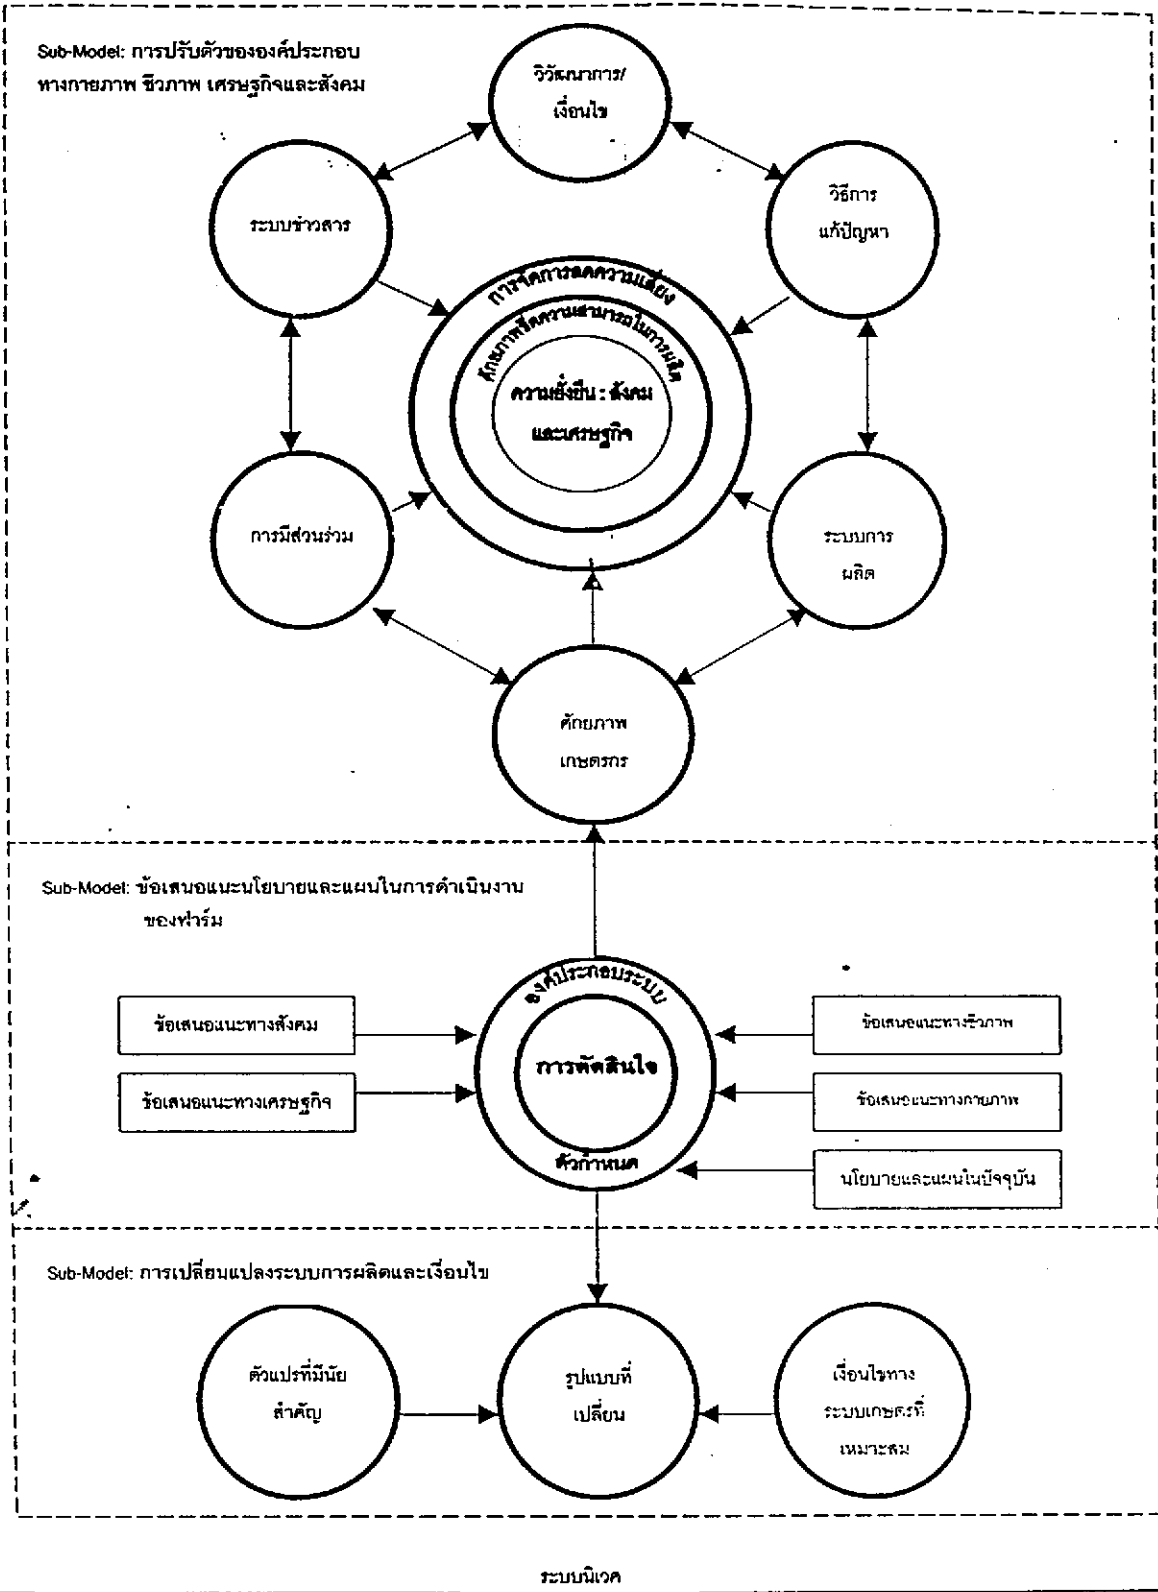 Sub-Model: การปรับตัวขององค์ประกอบ
ทางกายภาพ ชีวภาพ เศรษฐกิจและสังคม
วิวัฒนาการ/
เงื่อนไข
ระบบข่าวสาร
วิธีการ
แก้ปัญหา
การจัดการลดความเสี่ยง
ศักยภาพขีดความสามารถในการผลิต
ความยั่งยืน : สังคม
และเศรษฐกิจ
การมีส่วนร่วม
ระบบการ
ผลิต
ศักยภาพ
เกษตรกร
Sub-Model: ข้อเสนอแนะนโยบายและแผนในการดำเนินงาน
ของฟาร์ม
องค์ประกอบระบบ
การตัดสินใจ
ตัวกำหนด
ข้อเสนอแนะทางสังคม
ข้อเสนอแนะทางเศรษฐกิจ
ข้อเสนอแนะทางชีวภาพ
ข้อเสนอแนะทางกายภาพ
นโยบายและแผนในปัจจุบัน
Sub-Model: การเปลี่ยนแปลงระบบการผลิตและเงื่อนไข
ตัวแปรที่มีนัย
สำคัญ
รูปแบบที่
เปลี่ยน
เงื่อนไขทาง
ระบบเกษตรที่
เหมาะสม
ระบบนิเวศ